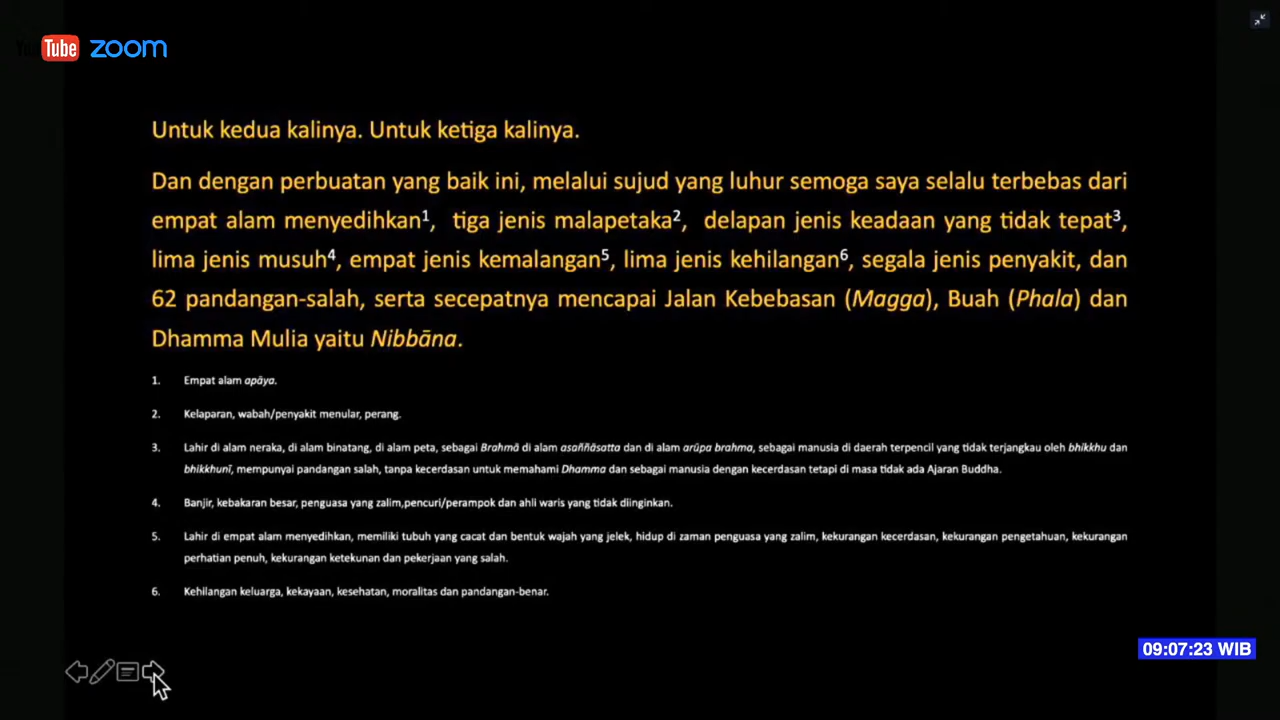 YouTube zoom
Untuk kedua kalinya. Untuk ketiga kalinya.
Dan dengan perbuatan yang baik ini, melalui sujud yang luhur semoga saya selalu terbebas dari
empat alam menyedihkan¹, tiga jenis malapetaka², delapan jenis keadaan yang tidak tepat³,
lima jenis musuh⁴, empat jenis kemalangan⁵, lima jenis kehilangan⁶, segala jenis penyakit, dan
62 pandangan-salah, serta secepatnya mencapai Jalan Kebebasan (Magga), Buah (Phala) dan
Dhamma Mulia yaitu Nibbāna.
1. Empat alam apāya.
2. Kelaparan, wabah/penyakit menular, perang.
3. Lahir di alam neraka, di alam binatang, di alam peta, sebagai Brahmā di alam asaññāsatta dan di alam arūpa brahma, sebagai manusia di daerah terpencil yang tidak terjangkau oleh bhikkhu dan
bhikkhunī, mempunyai pandangan salah, tanpa kecerdasan untuk memahami Dhamma dan sebagai manusia dengan kecerdasan tetapi di masa tidak ada Ajaran Buddha.
4. Banjir, kebakaran besar, penguasa yang zalim,pencuri/perampok dan ahli waris yang tidak diinginkan.
5. Lahir di empat alam menyedihkan, memiliki tubuh yang cacat dan bentuk wajah yang jelek, hidup di zaman penguasa yang zalim, kekurangan kecerdasan, kekurangan pengetahuan, kekurangan
perhatian penuh, kekurangan ketekunan dan pekerjaan yang salah.
6. Kehilangan keluarga, kekayaan, kesehatan, moralitas dan pandangan-benar.
09:07:23 WIB